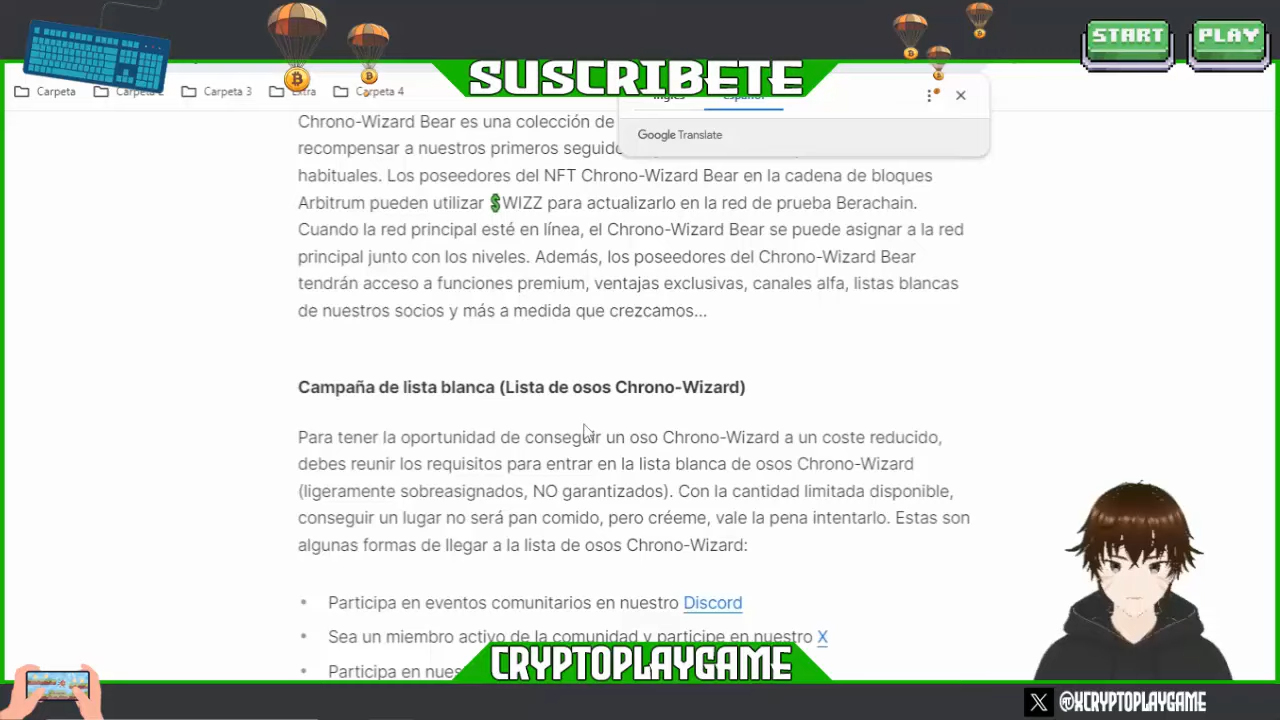 START
PLAY
SUSCRIBETE
Carpeta
Carpeta 2
Carpeta 3
Extra
Carpeta 4
Español
Google Translate
Chrono-Wizard Bear es una colección de
recompensar a nuestros primeros
habituales. Los poseedores del NFT Chrono-Wizard Bear en la cadena de bloques
Arbitrum pueden utilizar $WIZZ para actualizarlo en la red de prueba Berachain.
Cuando la red principal esté en línea, el Chrono-Wizard Bear se puede asignar a la red
principal junto con los niveles. Además, los poseedores del Chrono-Wizard Bear
tendrán acceso a funciones premium, ventajas exclusivas, canales alfa, listas blancas
de nuestros socios y más a medida que crezcamos...
Campaña de lista blanca (Lista de osos Chrono-Wizard)
Para tener la oportunidad de conseguir un oso Chrono-Wizard a un coste reducido,
debes reunir los requisitos para entrar en la lista blanca de osos Chrono-Wizard
(ligeramente sobreasignados, NO garantizados). Con la cantidad limitada disponible,
conseguir un lugar no será pan comido, pero créeme, vale la pena intentarlo. Estas son
algunas formas de llegar a la lista de osos Chrono-Wizard:
• Participa en eventos comunitarios en nuestro Discord
• Sea un miembro activo de la comunidad y participe en nuestro X
• Participa en
CRYPTOPLAYGAME
@XCRYPTOPLAYGAME